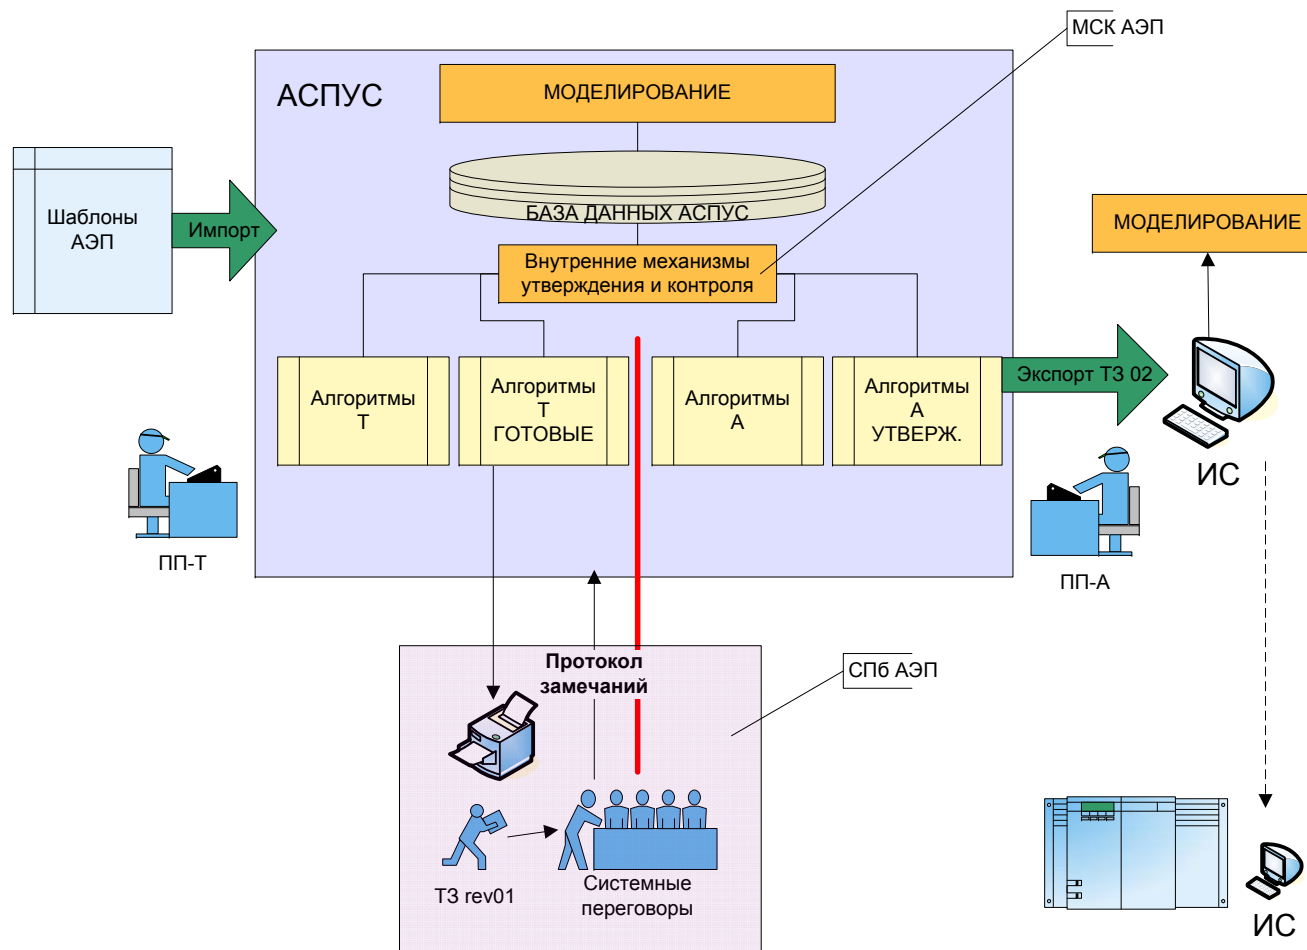 МСК АЭП
АСПУС
МОДЕЛИРОВАНИЕ
БАЗА ДАННЫХ АСПУС
Шаблоны
АЭП
Импорт
МОДЕЛИРОВАНИЕ
Внутренние механизмы
утверждения и контроля
Алгоритмы
Т
Алгоритмы
Т
ГОТОВЫЕ
Алгоритмы
А
Алгоритмы
А
УТВЕРЖ.
Экспорт ТЗ 02
ИС
ПП-Т
ПП-А
Протокол
замечаний
СПб АЭП
ТЗ rev01
Системные
переговоры
ИС